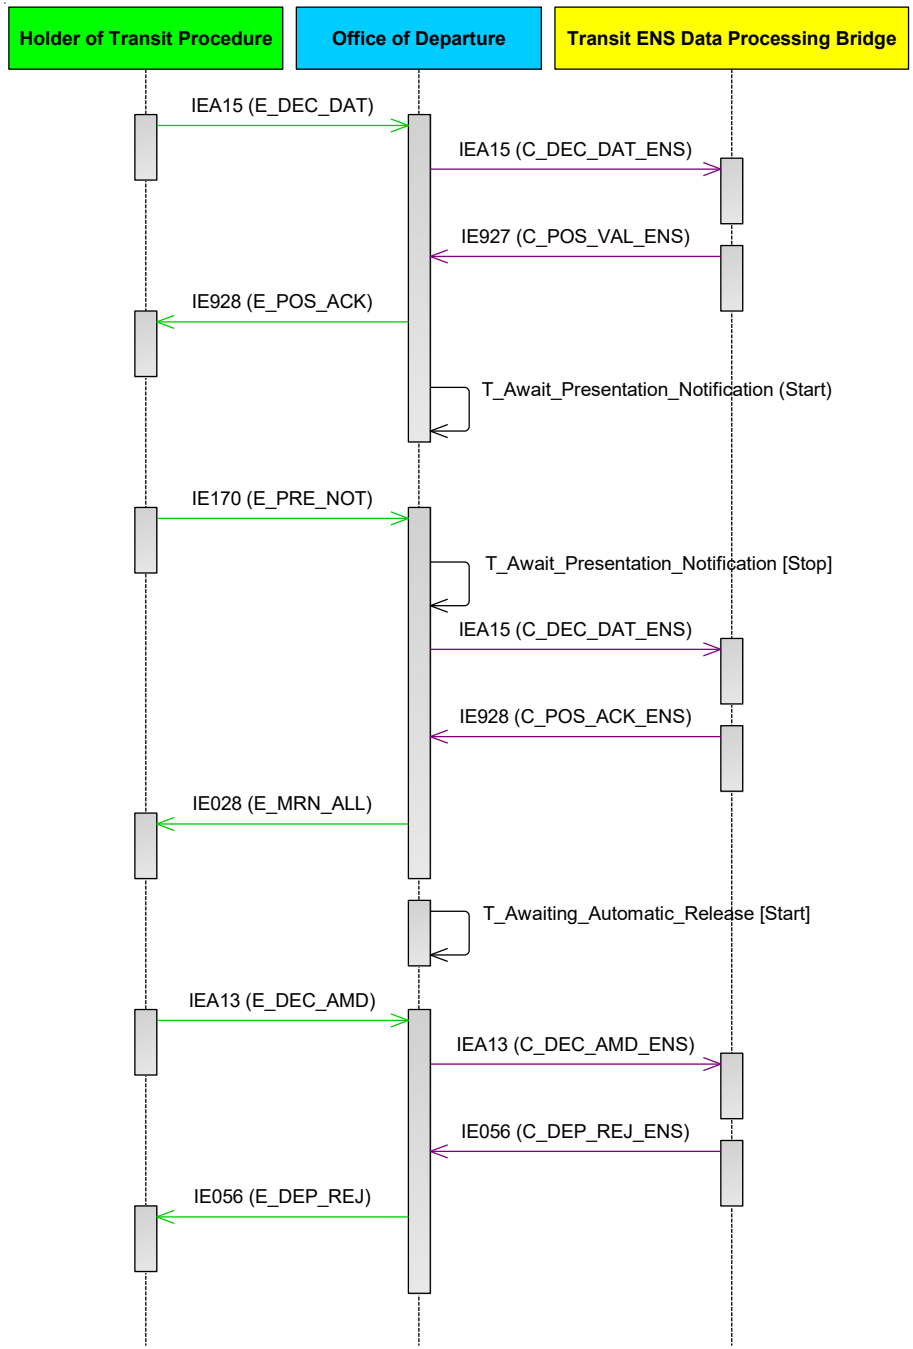 Holder of Transit Procedure
Office of Departure
Transit ENS Data Processing Bridge
IEA15 (E_DEC_DAT)
IEA15 (C_DEC_DAT_ENS)
IE927 (C_POS_VAL_ENS)
IE928 (E_POS_ACK)
T_Await_Presentation_Notification (Start)
IE170 (E_PRE_NOT)
T_Await_Presentation_Notification [Stop]
IEA15 (C_DEC_DAT_ENS)
IE928 (C_POS_ACK_ENS)
IE028 (E_MRN_ALL)
T_Awaiting_Automatic_Release [Start]
IEA13 (E_DEC_AMD)
IEA13 (C_DEC_AMD_ENS)
IE056 (C_DEP_REJ_ENS)
IE056 (E_DEP_REJ)